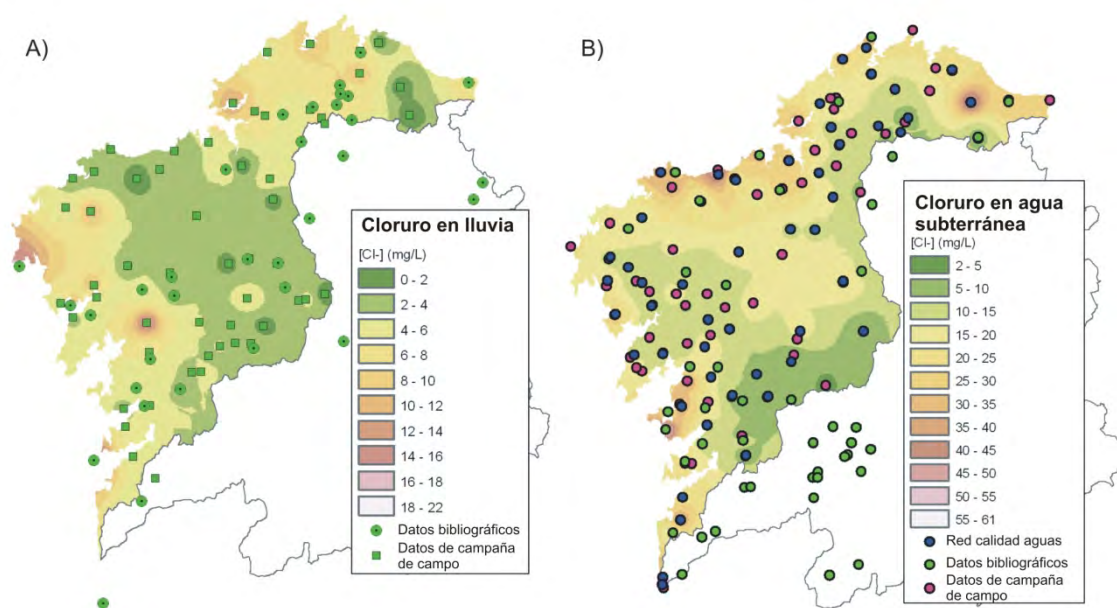 A)
Cloruro en lluvia
[Cl-] (mg/L)
0 - 2
2 - 4
4 - 6
6 - 8
8 - 10
10 - 12
12 - 14
14 - 16
16 - 18
18 - 22
Datos bibliográficos
Datos de campaña
de campo
B)
Cloruro en agua
subterránea
[Cl-] (mg/L)
2 - 5
5 - 10
10 - 15
15 - 20
20 - 25
25 - 30
30 - 35
35 - 40
40 - 45
45 - 50
50 - 55
55 - 61
Red calidad aguas
Datos bibliográficos
Datos de campaña
de campo